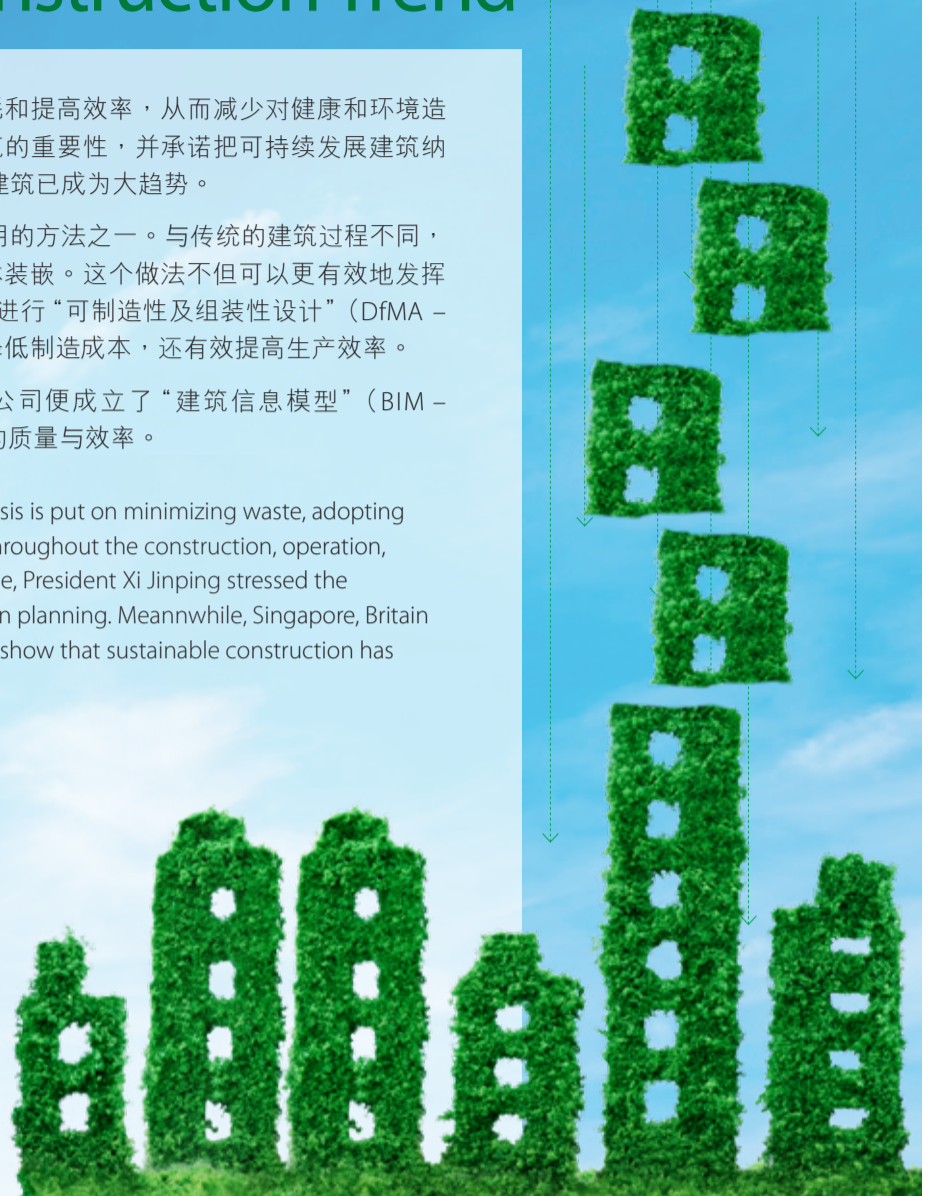 nstruction Trend
和提高效率，从而减少对健康和环境造
的重要性，并承诺把可持续发展建筑纳
建筑已成为大趋势。
的方法之一。与传统的建筑过程不同，
装嵌。这个做法不但可以更有效地发挥
进行“可制造性及组装性设计”（DfMA –
低制造成本，还有效提高生产效率。
公司便成立了“建筑信息模型”（BIM –
的质量与效率。
sis is put on minimizing waste, adopting
hroughout the construction, operation,
e, President Xi Jinping stressed the
n planning. Meannwhile, Singapore, Britain
show that sustainable construction has